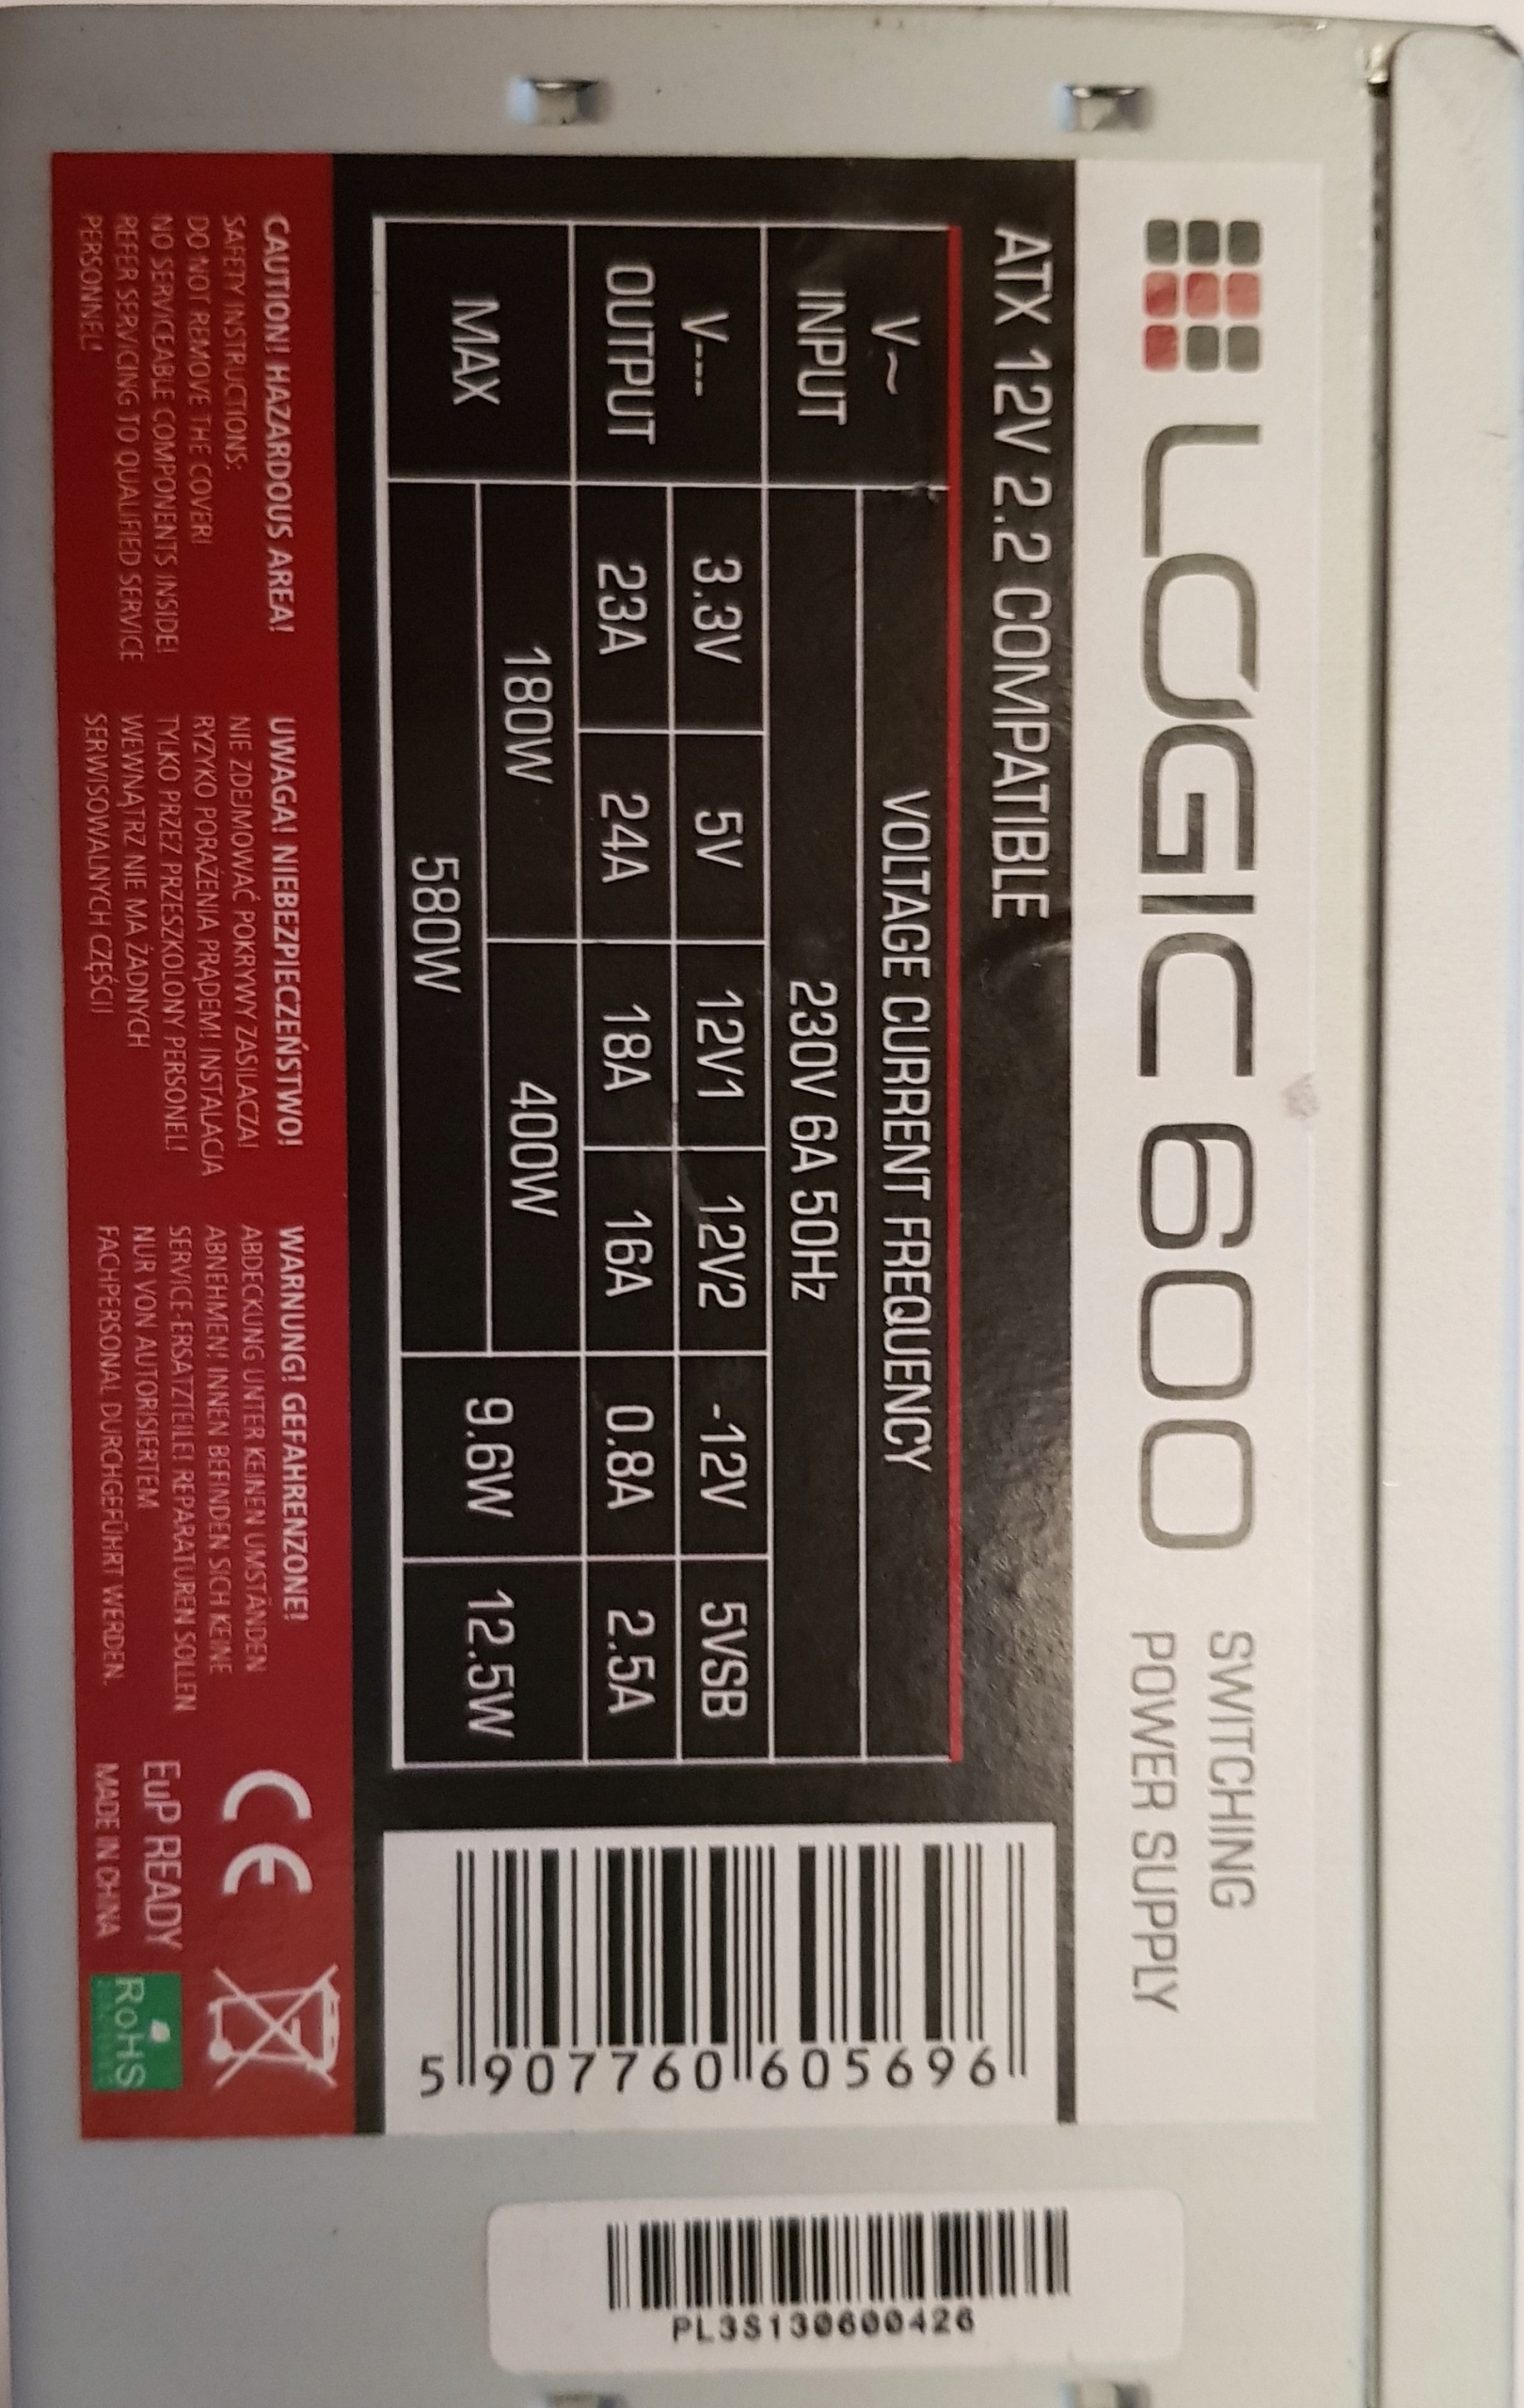 LOGIC 600
SWITCHING
POWER SUPPLY
ATX 12V 2.2 COMPATIBLE
V~
INPUT
VOLTAGE CURRENT FREQUENCY
230V 6A 50Hz
V---
OUTPUT
3.3V 5V 12V1 12V2 -12V 5VSB
23A 24A 18A 16A 0.8A 2.5A
MAX
180W 400W 9.6W 12.5W
580W
5 907760 605696
CAUTION! HAZARDOUS AREA!
SAFETY INSTRUCTIONS:
DO NOT REMOVE THE COVER!
NO SERVICEABLE COMPONENTS INSIDE!
REFER SERVICING TO QUALIFIED SERVICE
PERSONNEL!
UWAGA! NIEBEZPIECZEŃSTWO!
NIE ZDEJMOWAĆ POKRYWY ZASILACZA!
RYZYKO PORAŻENIA PRĄDEM! INSTALACJA
TYLKO PRZEZ PRZESZKOLONY PERSONEL!
WEWNĄTRZ NIE MA ŻADNYCH
SERWISOWALNYCH CZĘŚCI!
WARNUNG! GEFAHRENZONE!
ABDECKUNG UNTER KEINEN UMSTÄNDEN
ABNEHMEN! INNEN BEFINDEN SICH KEINE
SERVICE-ERSATZTEILE! REPARATUREN SOLLEN
NUR VON AUTORISIERTEM
FACHPERSONAL DURCHGEFÜHRT WERDEN.
CE
EuP READY
MADE IN CHINA
RoHS
PL3S130600426